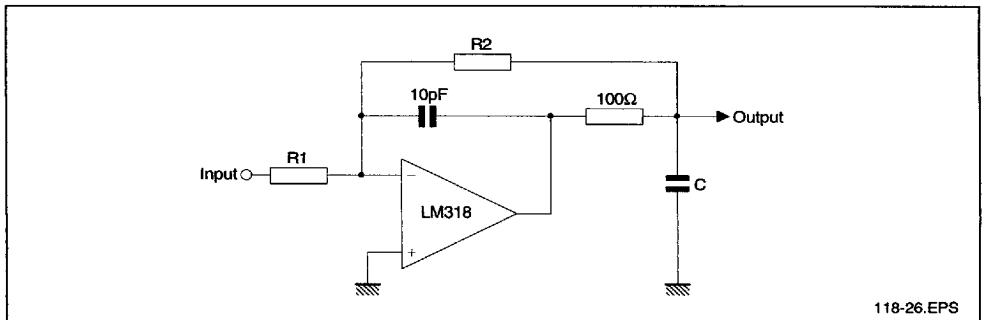 R2
10pF
100Ω
Output
R1
Input
−
LM318
C
+
118-26.EPS